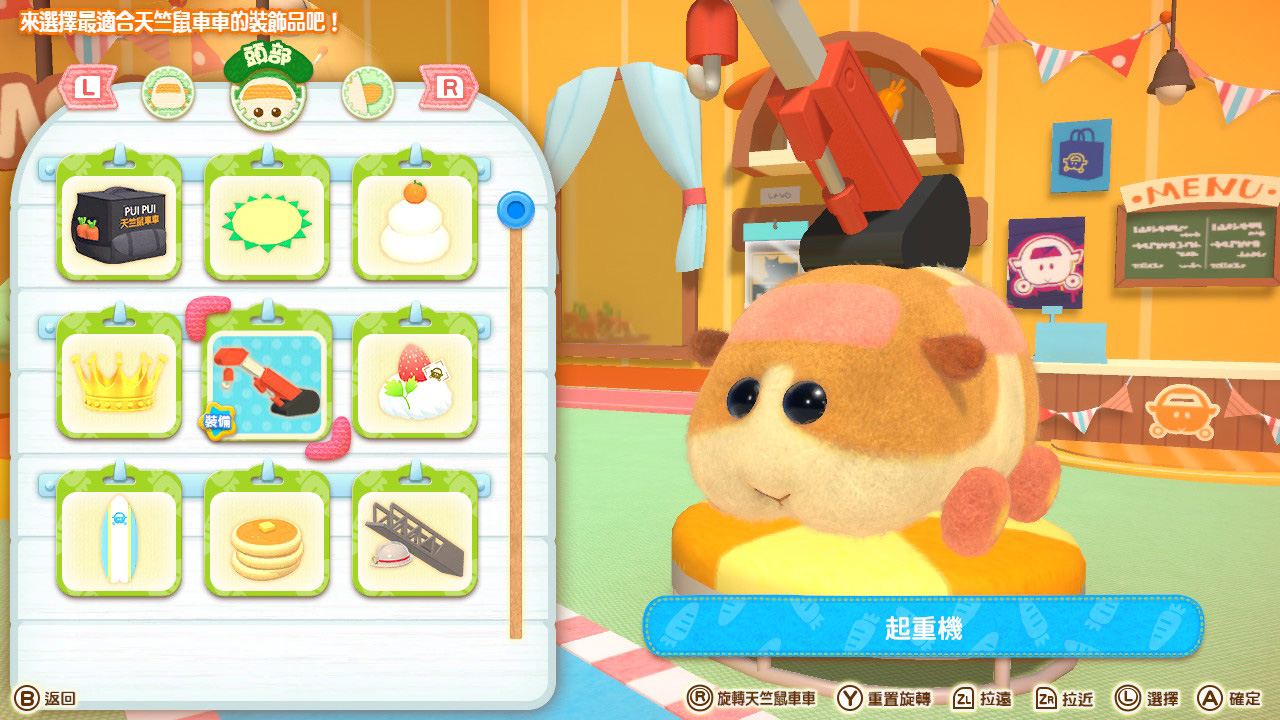 來選擇最適合天竺鼠車車的裝飾品吧！
L
頭部
R
PUI PUI
天竺鼠車車
裝備
MENU
起重機
B 返回
R 旋轉天竺鼠車車
Y 重置旋轉
ZL 拉遠
ZR 拉近
L 選擇
A 確定